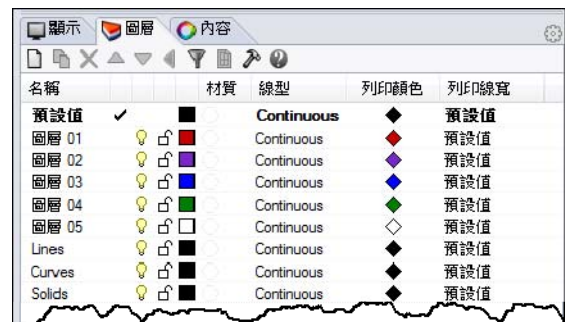 顯示 圖層 內容
名稱 材質 線型 列印顏色 列印線寬
預設值 Continuous 預設值
圖層 01 Continuous 預設值
圖層 02 Continuous 預設值
圖層 03 Continuous 預設值
圖層 04 Continuous 預設值
圖層 05 Continuous 預設值
Lines Continuous 預設值
Curves Continuous 預設值
Solids Continuous 預設值